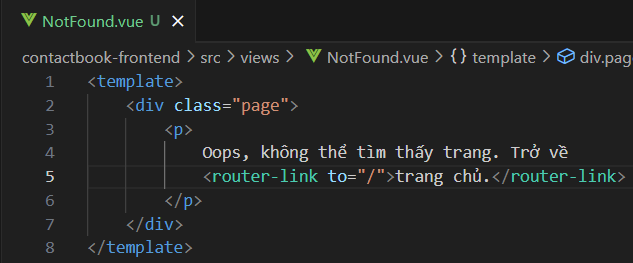 NotFound.vue U ×
contactbook-frontend > src > views > NotFound.vue > {} template > div.pag
1 <template>
2     <div class="page">
3         <p>
4             Oops, không thể tìm thấy trang. Trở về
5             <router-link to="/">trang chủ.</router-link>
6         </p>
7     </div>
8 </template>